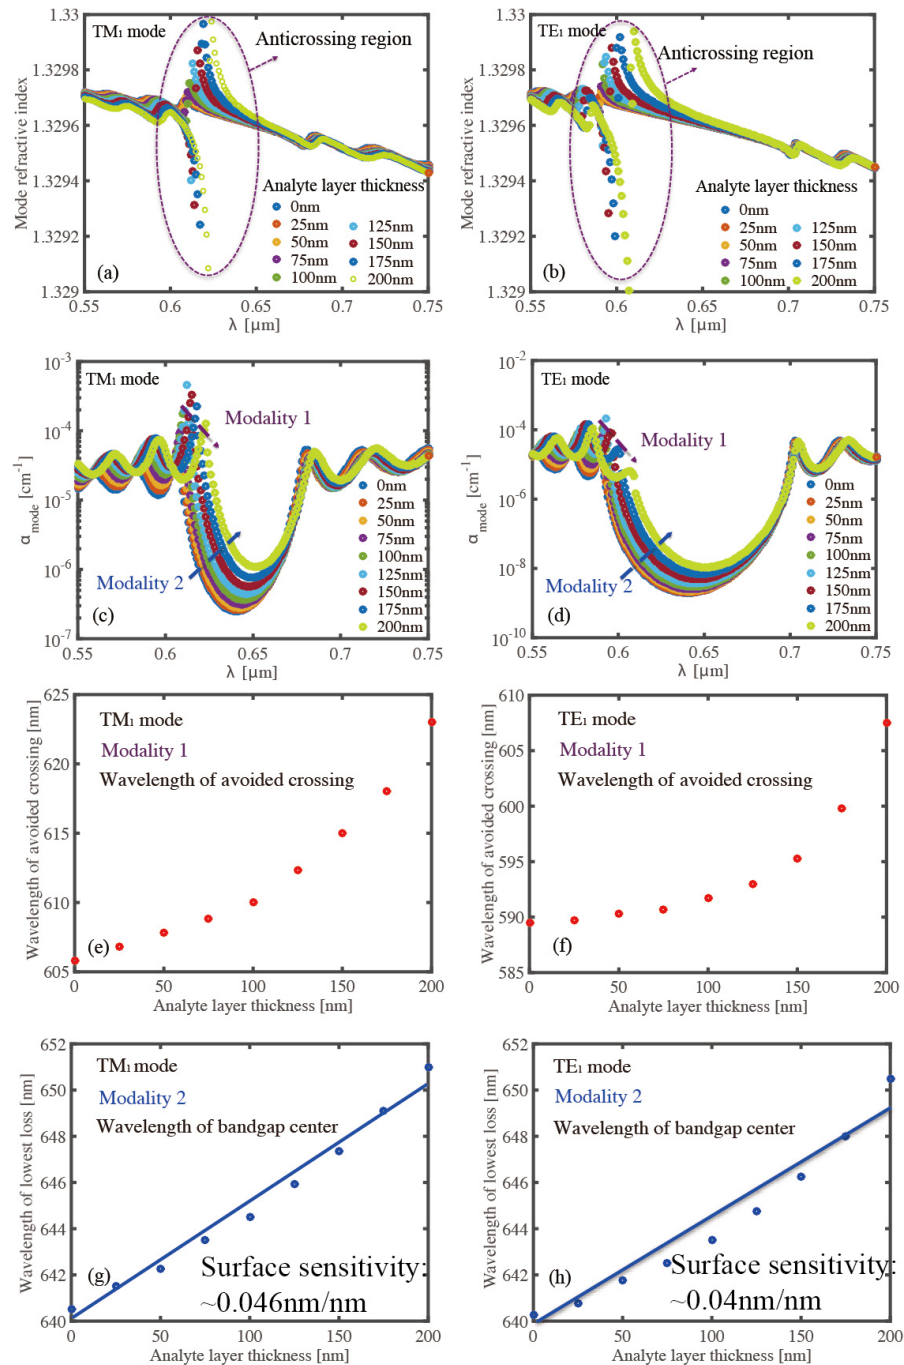 1.33
1.3298
1.3296
1.3294
1.3292
1.329
Mode refractive index
TM₁ mode
Anticrossing region
Analyte layer thickness
0nm
25nm
50nm
75nm
100nm
125nm
150nm
175nm
200nm
(a)
0.55 0.6 0.65 0.7 0.75
λ [µm]
1.33
1.3298
1.3296
1.3294
1.3292
1.329
Mode refractive index
TE₁ mode
Anticrossing region
Analyte layer thickness
0nm
25nm
50nm
75nm
100nm
125nm
150nm
175nm
200nm
(b)
0.55 0.6 0.65 0.7 0.75
λ [µm]
10⁻³
10⁻⁴
10⁻⁵
10⁻⁶
10⁻⁷
α mode [cm⁻¹]
TM₁ mode
Modality 1
Modality 2
0nm
25nm
50nm
75nm
100nm
125nm
150nm
175nm
200nm
(c)
0.55 0.6 0.65 0.7 0.75
λ [µm]
10⁻²
10⁻⁴
10⁻⁶
10⁻⁸
10⁻¹⁰
α mode [cm⁻¹]
TE₁ mode
Modality 1
Modality 2
0nm
25nm
50nm
75nm
100nm
125nm
150nm
175nm
200nm
(d)
0.55 0.6 0.65 0.7 0.75
λ [µm]
625
620
615
610
605
Wavelength of avoided crossing [nm]
TM₁ mode
Modality 1
Wavelength of avoided crossing
(e)
0 50 100 150 200
Analyte layer thickness [nm]
610
605
600
595
590
585
Wavelength of avoided crossing [nm]
TE₁ mode
Modality 1
Wavelength of avoided crossing
(f)
0 50 100 150 200
Analyte layer thickness [nm]
652
650
648
646
644
642
640
Wavelength of lowest loss [nm]
TM₁ mode
Modality 2
Wavelength of bandgap center
(g)
Surface sensitivity:
~0.046nm/nm
0 50 100 150 200
Analyte layer thickness [nm]
652
650
648
646
644
642
640
Wavelength of lowest loss [nm]
TE₁ mode
Modality 2
Wavelength of bandgap center
(h)
Surface sensitivity:
~0.04nm/nm
0 50 100 150 200
Analyte layer thickness [nm]